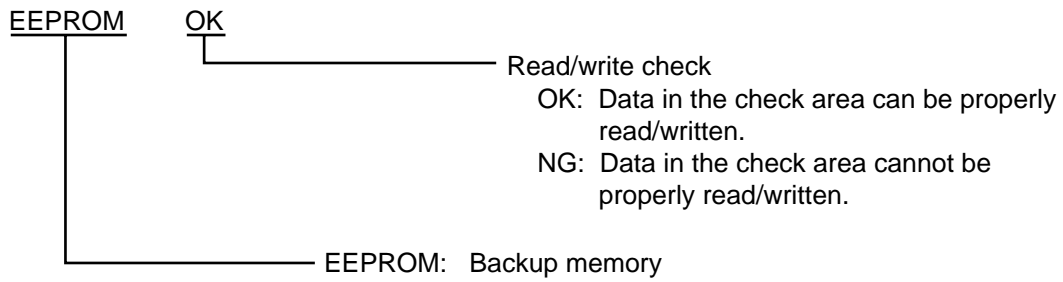 EEPROM OK
Read/write check
OK: Data in the check area can be properly
read/written.
NG: Data in the check area cannot be
properly read/written.
EEPROM: Backup memory